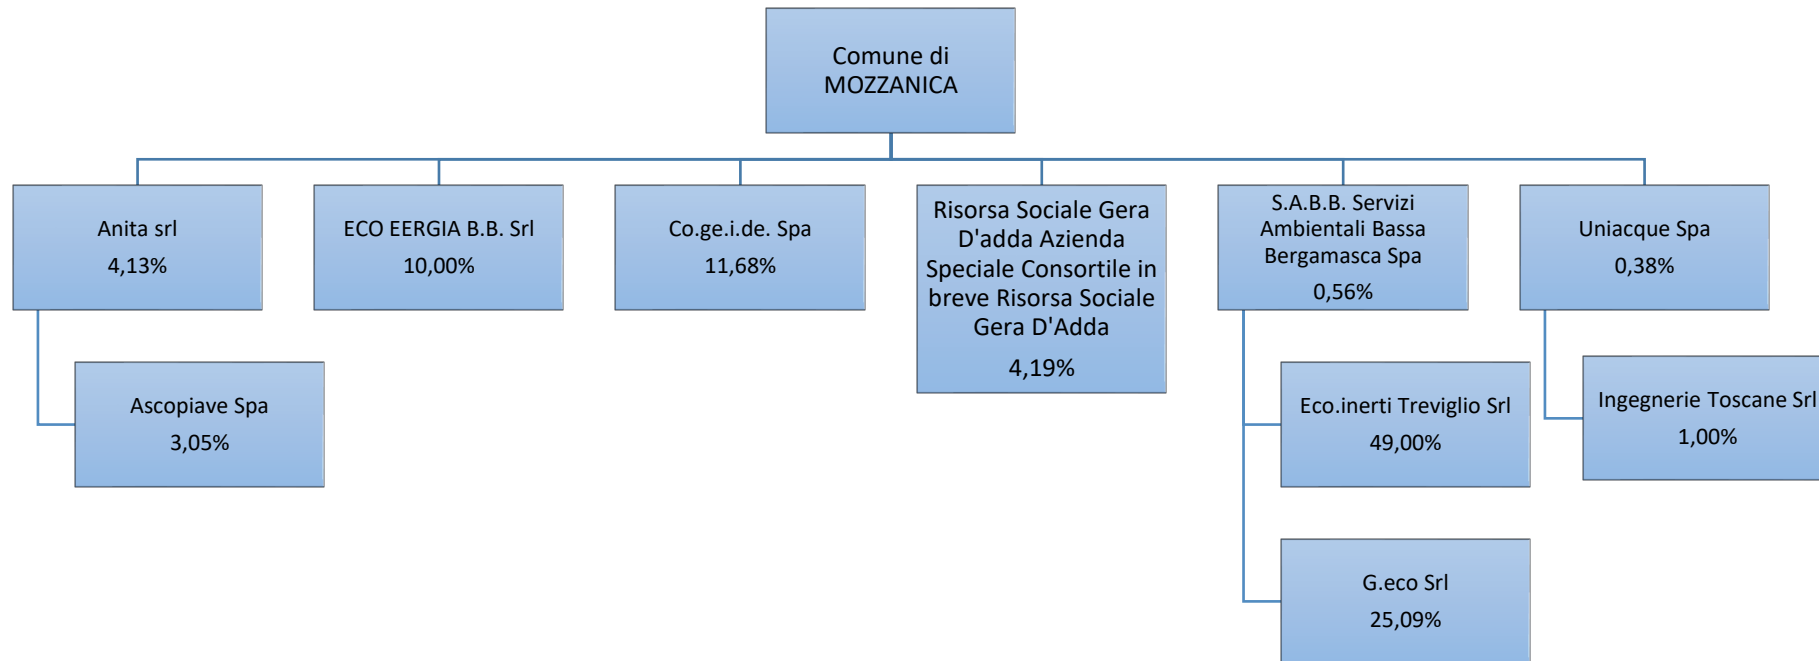 Comune di
MOZZANICA
Anita srl
4,13%
ECO EERGIA B.B. Srl
10,00%
Co.ge.i.de. Spa
11,68%
Risorsa Sociale Gera
D'adda Azienda
Speciale Consortile in
breve Risorsa Sociale
Gera D'Adda
4,19%
S.A.B.B. Servizi
Ambientali Bassa
Bergamasca Spa
0,56%
Uniacque Spa
0,38%
Ascopiave Spa
3,05%
Eco.inerti Treviglio Srl
49,00%
Ingegnerie Toscane Srl
1,00%
G.eco Srl
25,09%